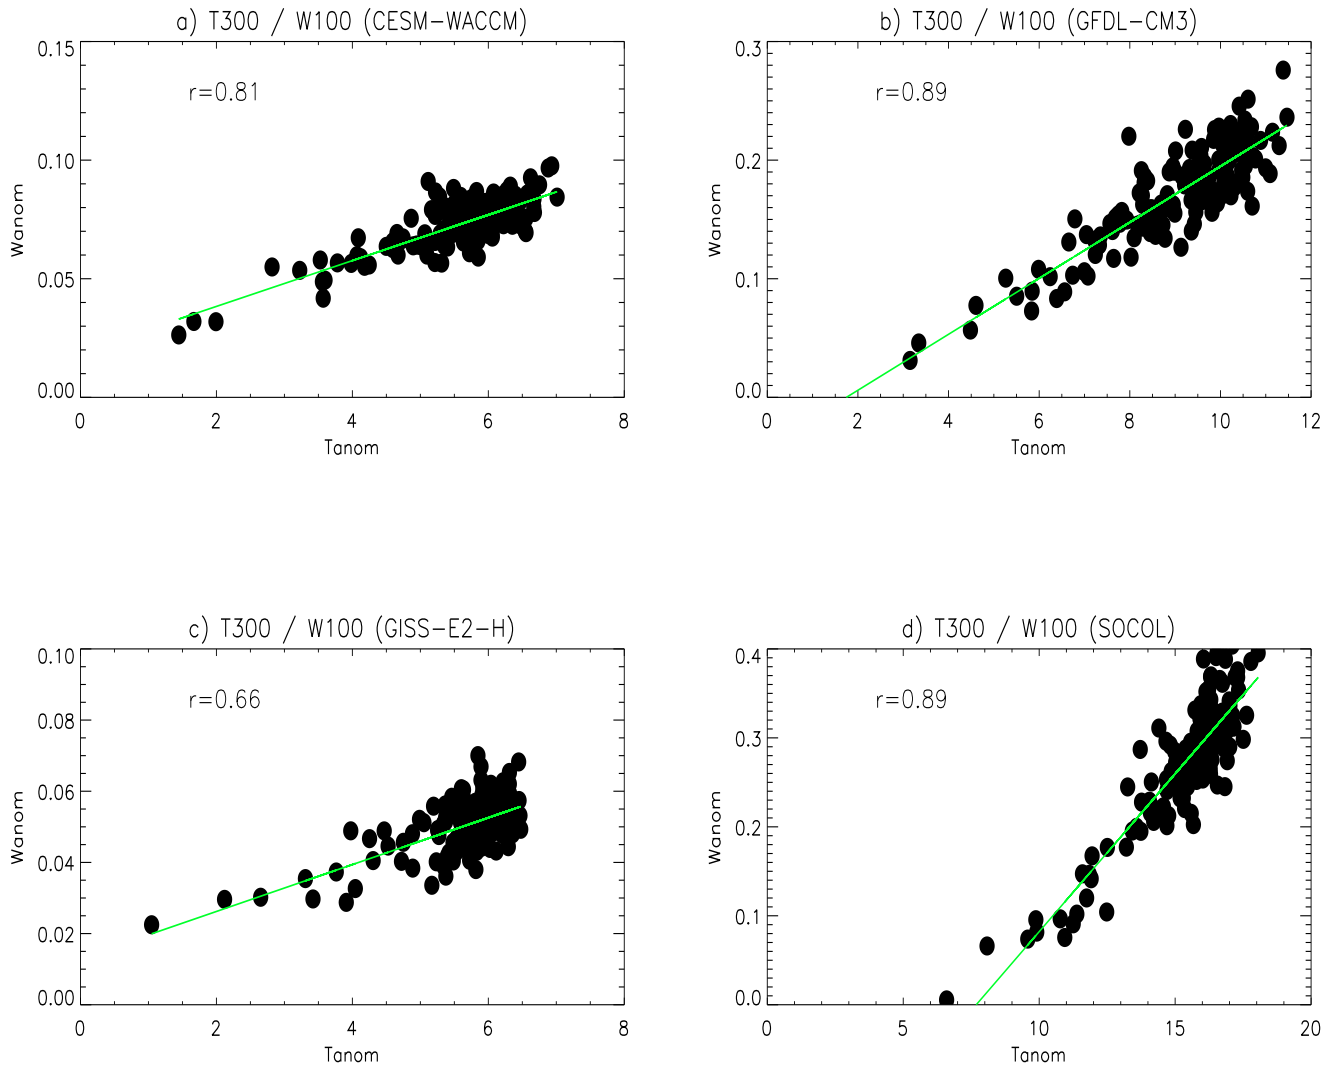 a) T300 / W100 (CESM-WACCM)
0.15
0.10
0.05
0.00
Wanom
r=0.81
0 2 4 6 8
Tanom
b) T300 / W100 (GFDL-CM3)
0.3
0.2
0.1
0.0
Wanom
r=0.89
0 2 4 6 8 10 12
Tanom
c) T300 / W100 (GISS-E2-H)
0.10
0.08
0.06
0.04
0.02
0.00
Wanom
r=0.66
0 2 4 6 8
Tanom
d) T300 / W100 (SOCOL)
0.4
0.3
0.2
0.1
0.0
Wanom
r=0.89
0 5 10 15 20
Tanom